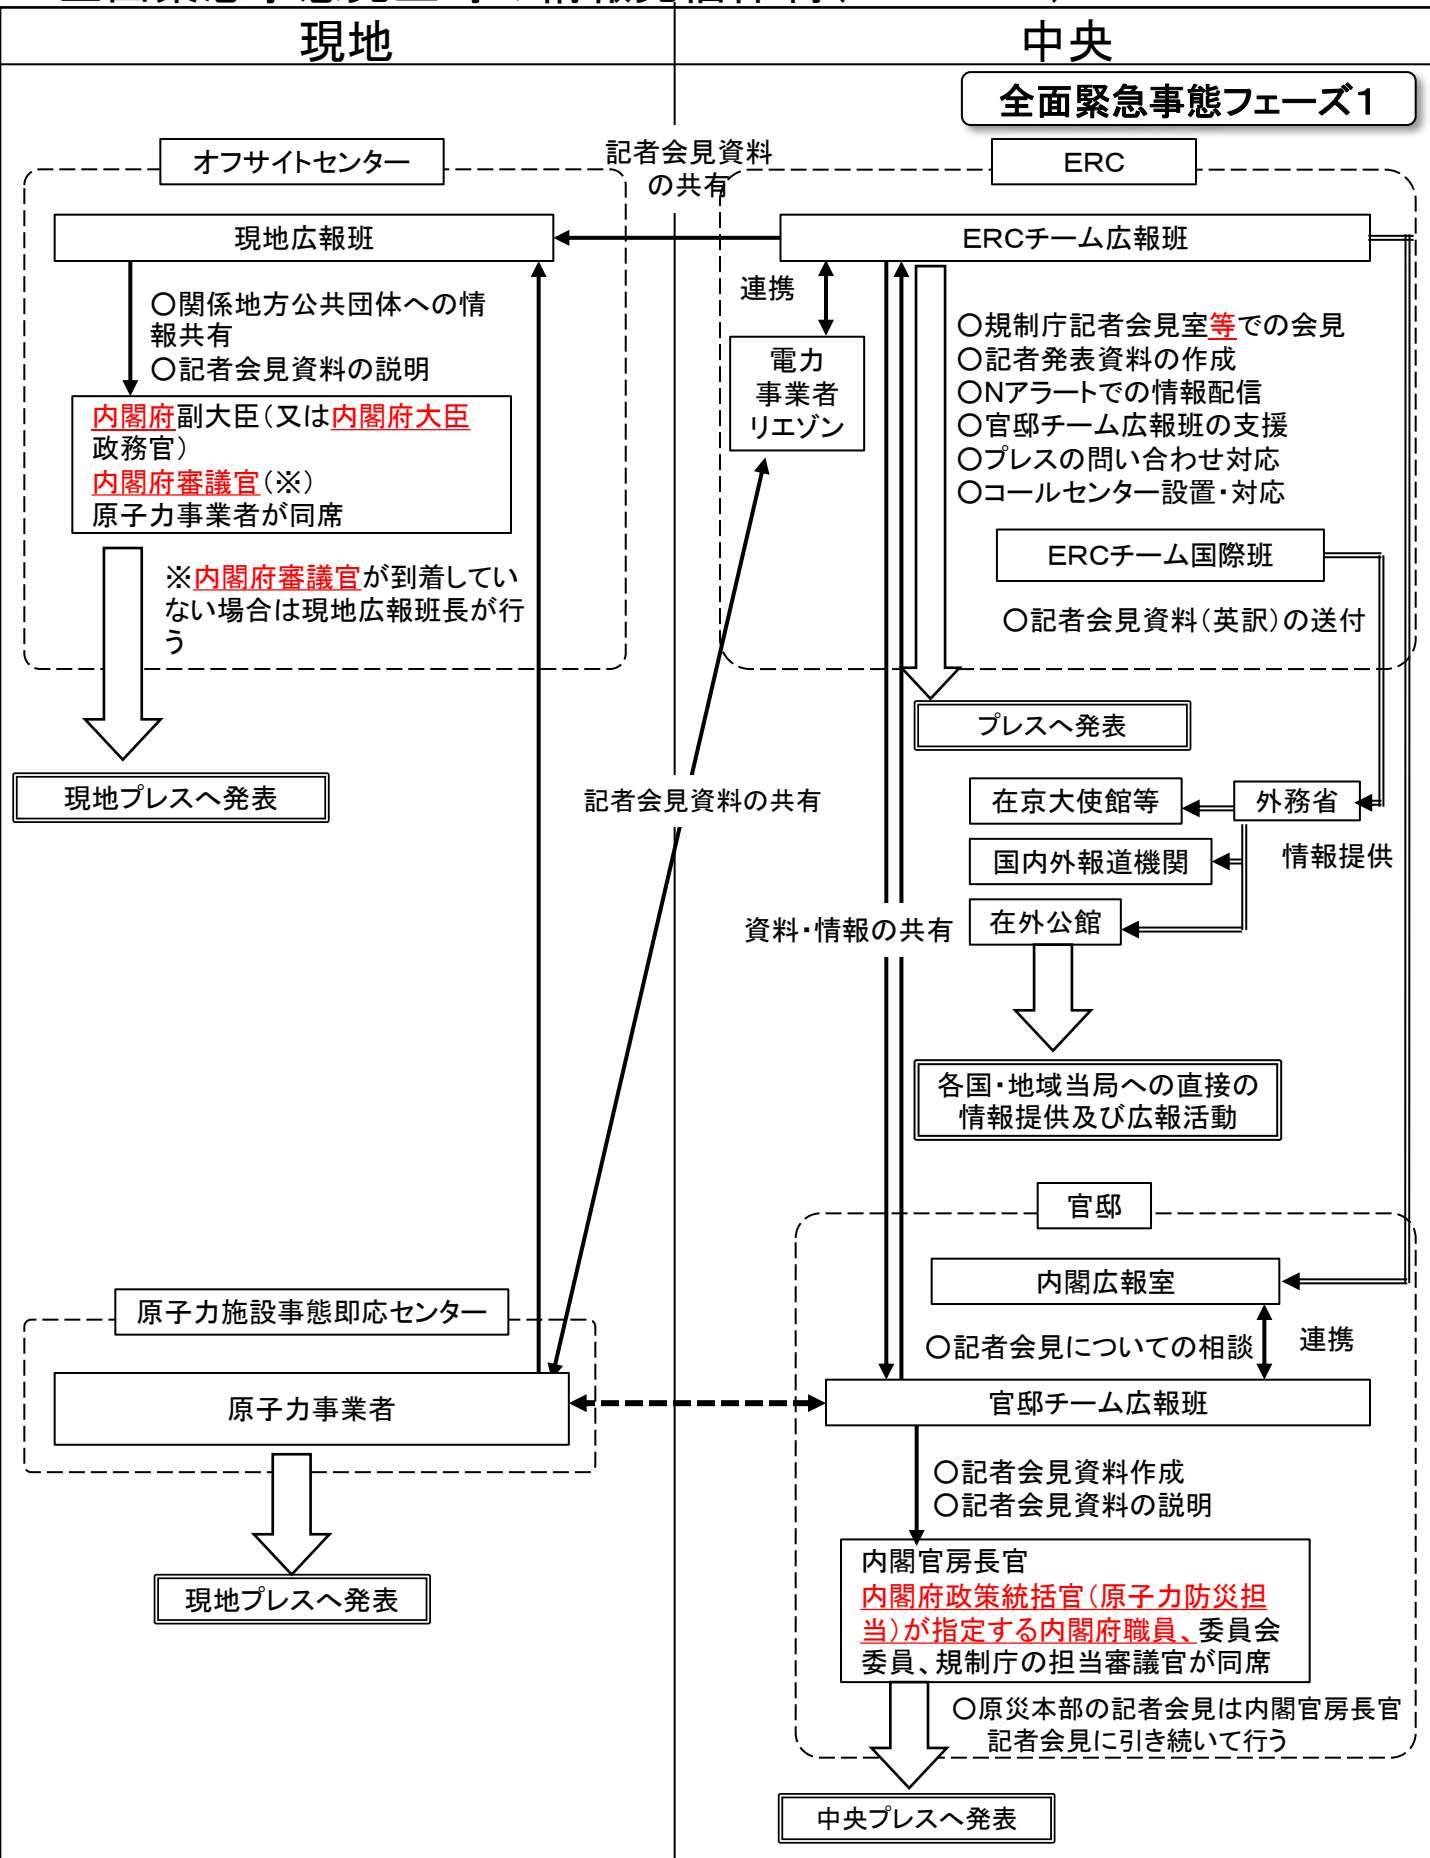 現地
中央
全面緊急事態フェーズ1
オフサイトセンター
記者会見資料
の共有
ERC
現地広報班
ERCチーム広報班
連携
○関係地方公共団体への情
報共有
○記者会見資料の説明
電力
事業者
リエゾン
○規制庁記者会見室等での会見
○記者発表資料の作成
○Nアラートでの情報配信
○官邸チーム広報班の支援
○プレスの問い合わせ対応
○コールセンター設置・対応
内閣府副大臣(又は内閣府大臣
政務官)
内閣府審議官(※)
原子力事業者が同席
ERCチーム国際班
※内閣府審議官が到着してい
ない場合は現地広報班長が行
う
○記者会見資料(英訳)の送付
プレスへ発表
現地プレスへ発表
記者会見資料の共有
在京大使館等
外務省
国内外報道機関
情報提供
資料・情報の共有
在外公館
各国・地域当局への直接の
情報提供及び広報活動
官邸
内閣広報室
原子力施設事態即応センター
○記者会見についての相談
連携
原子力事業者
官邸チーム広報班
○記者会見資料作成
○記者会見資料の説明
現地プレスへ発表
内閣官房長官
内閣府政策統括官(原子力防災担
当)が指定する内閣府職員、委員会
委員、規制庁の担当審議官が同席
○原災本部の記者会見は内閣官房長官
記者会見に引き続いて行う
中央プレスへ発表